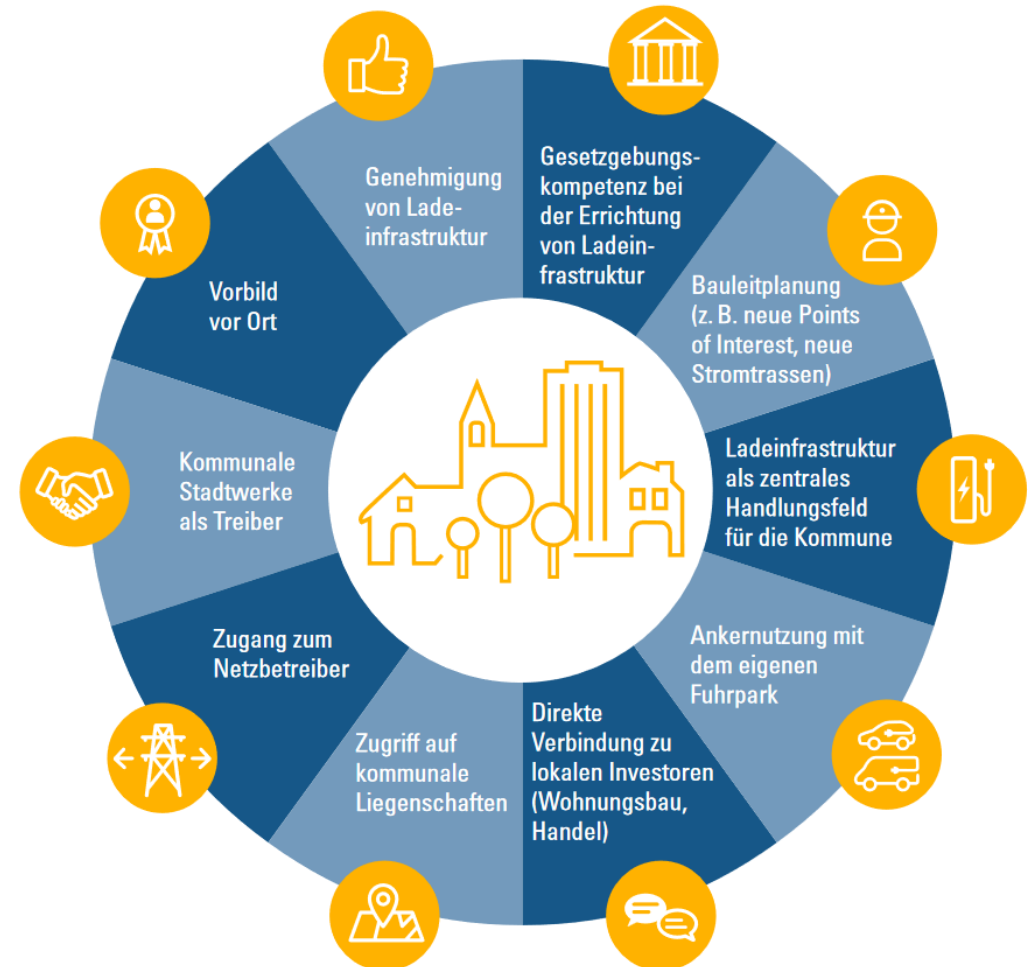 Gesetzgebungs-
kompetenz bei
der Errichtung
von Ladein-
frastruktur
Bauleitplanung
(z. B. neue Points
of Interest, neue
Stromtrassen)
Ladeinfrastruktur
als zentrales
Handlungsfeld
für die Kommune
Ankernutzung mit
dem eigenen
Fuhrpark
Direkte
Verbindung zu
lokalen Investoren
(Wohnungsbau,
Handel)
Zugriff auf
kommunale
Liegenschaften
Zugang zum
Netzbetreiber
Kommunale
Stadtwerke
als Treiber
Vorbild
vor Ort
Genehmigung
von Lade-
infrastruktur